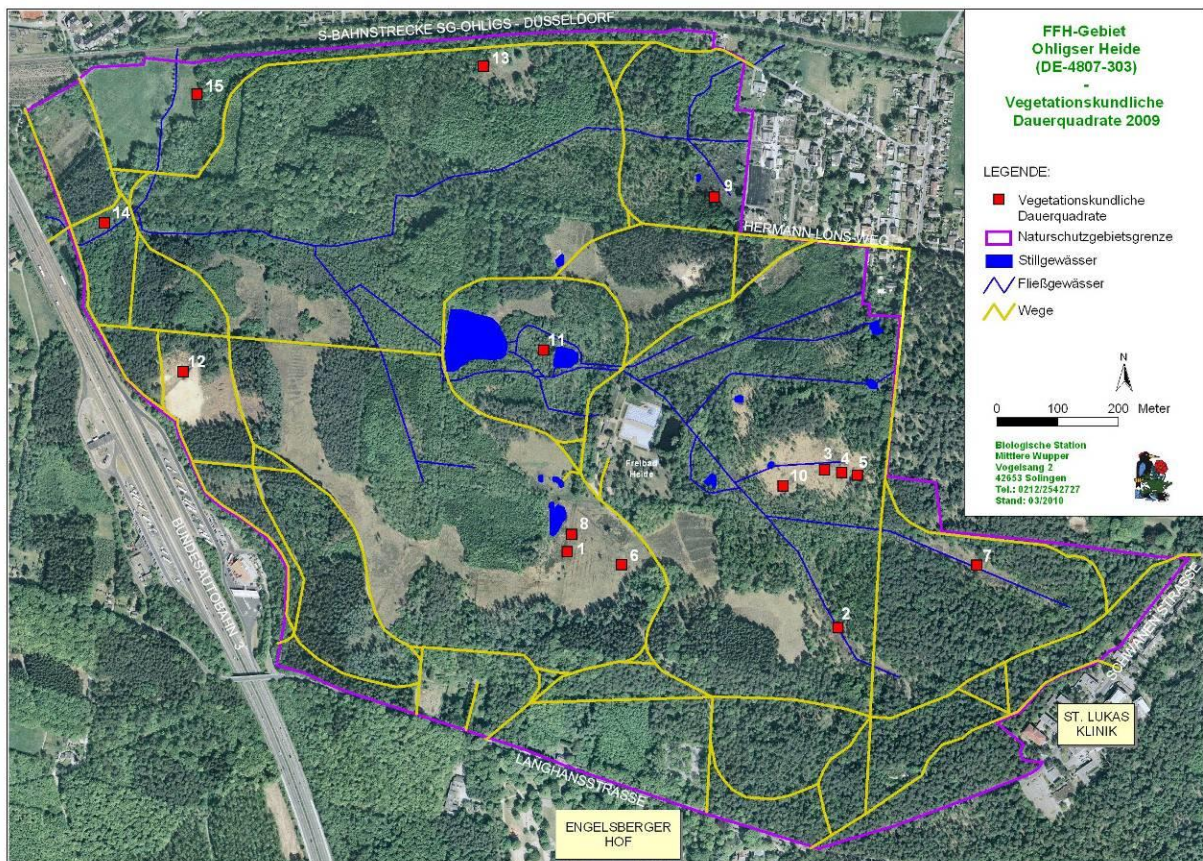 S-BAHNSTRECKE SG-OHLIGS - DÜSSELDORF
13
15
9
14
HERMANN-LÖNS-WEG
11
12
Freibad
Heide
3
4
5
10
8
1
6
7
2
BUNDESAUTOBAHN 3
SCHWANENSTRASSE
LANGHANSSTRASSE
ENGELSBERGER
HOF
ST. LUKAS
KLINIK
FFH-Gebiet
Ohligser Heide
(DE-4807-303)
-
Vegetationskundliche
Dauerquadrate 2009
LEGENDE:
Vegetationskundliche
Dauerquadrate
Naturschutzgebietsgrenze
Stillgewässer
Fließgewässer
Wege
N
0 100 200 Meter
Biologische Station
Mittlere Wupper
Vogelsang 2
42653 Solingen
Tel.: 0212/2542727
Stand: 03/2010